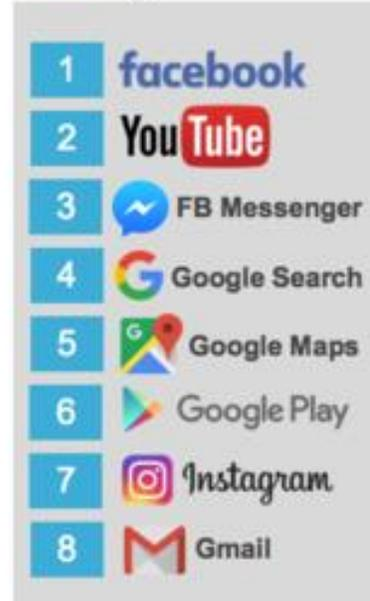 1 facebook
2 YouTube
3 FB Messenger
4 G Google Search
5 G Google Maps
6 Google Play
7 Instagram
8 Gmail